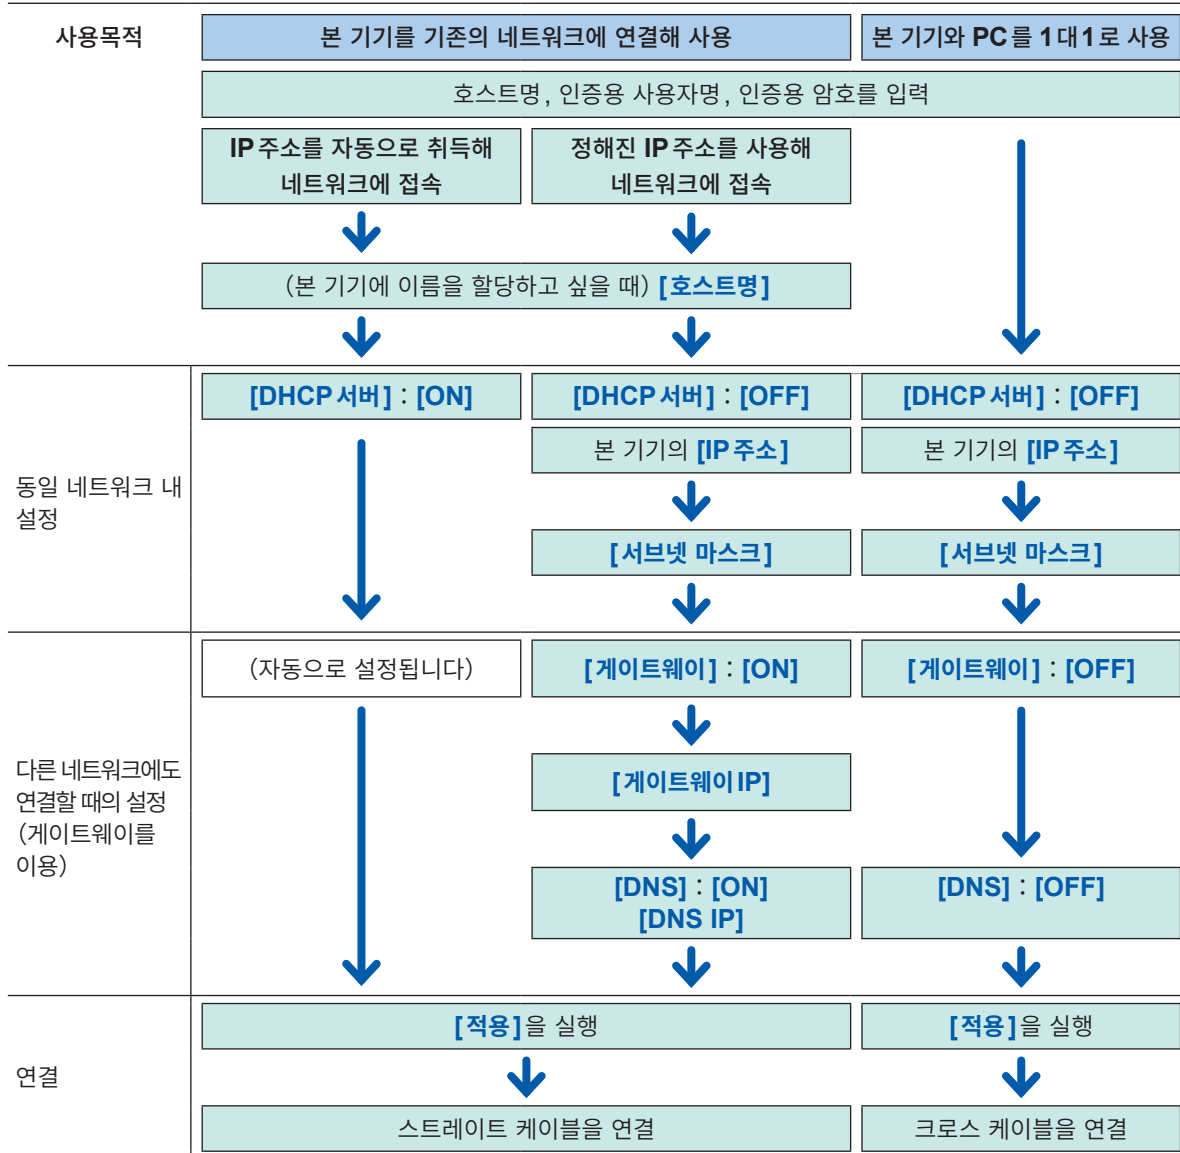 사용목적
본 기기를 기존의 네트워크에 연결해 사용
본 기기와 PC를 1대1로 사용
호스트명, 인증용 사용자명, 인증용 암호를 입력
IP 주소를 자동으로 취득해
네트워크에 접속
정해진 IP 주소를 사용해
네트워크에 접속
(본 기기에 이름을 할당하고 싶을 때) [호스트명]
동일 네트워크 내
설정
[DHCP 서버] : [ON]
[DHCP 서버] : [OFF]
[DHCP 서버] : [OFF]
본 기기의 [IP 주소]
본 기기의 [IP 주소]
[서브넷 마스크]
[서브넷 마스크]
다른 네트워크에도
연결할 때의 설정
(게이트웨이를
이용)
(자동으로 설정됩니다)
[게이트웨이] : [ON]
[게이트웨이] : [OFF]
[게이트웨이 IP]
[DNS] : [ON]
[DNS IP]
[DNS] : [OFF]
연결
[적용]을 실행
[적용]을 실행
스트레이트 케이블을 연결
크로스 케이블을 연결